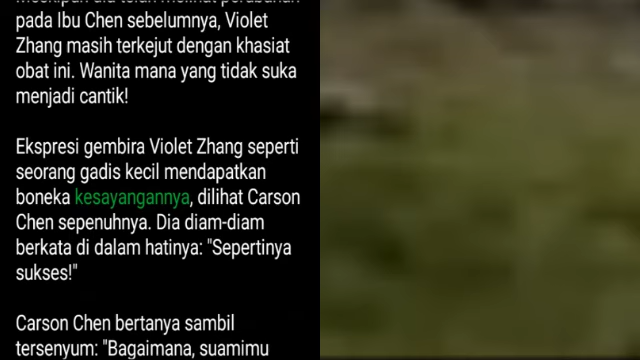 pada Ibu Chen sebelumnya, Violet
Zhang masih terkejut dengan khasiat
obat ini. Wanita mana yang tidak suka
menjadi cantik!
Ekspresi gembira Violet Zhang seperti
seorang gadis kecil mendapatkan
boneka kesayangannya, dilihat Carson
Chen sepenuhnya. Dia diam-diam
berkata di dalam hatinya: "Sepertinya
sukses!"
Carson Chen bertanya sambil
tersenyum: "Bagaimana, suamimu